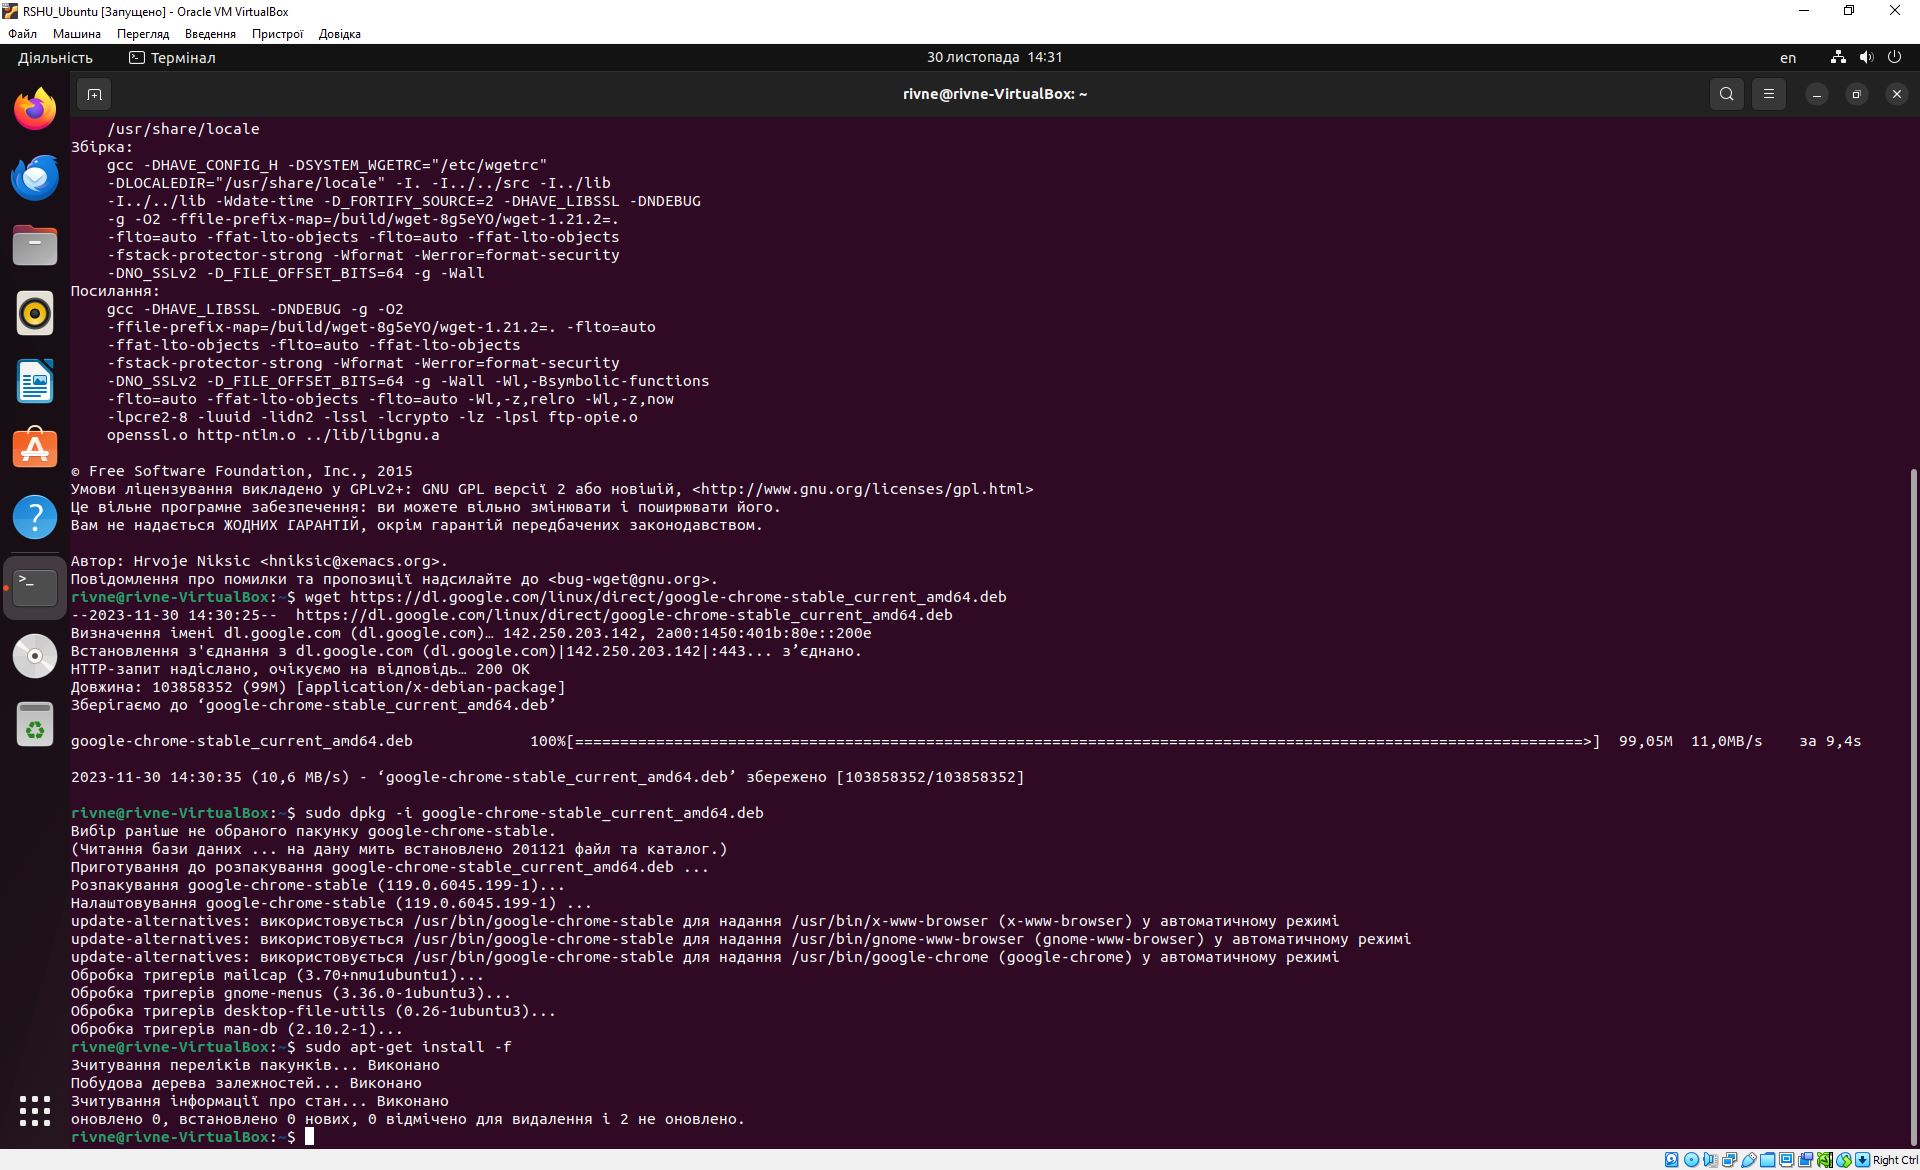 RSHU_Ubuntu [Запущено] - Oracle VM VirtualBox
Файл Машина Перегляд Введення Пристрої Довідка
Діяльність Термінал 30 листопада 14:31 en
rivne@rivne-VirtualBox: ~
/usr/share/locale
Збірка:
gcc -DHAVE_CONFIG_H -DSYSTEM_WGETRC="/etc/wgetrc"
-DLOCALEDIR="/usr/share/locale" -I. -I../../src -I../lib
-I../../lib -Wdate-time -D_FORTIFY_SOURCE=2 -DHAVE_LIBSSL -DNDEBUG
-g -O2 -ffile-prefix-map=/build/wget-8g5eYO/wget-1.21.2=.
-flto=auto -ffat-lto-objects -flto=auto -ffat-lto-objects
-fstack-protector-strong -Wformat -Werror=format-security
-DNO_SSLv2 -D_FILE_OFFSET_BITS=64 -g -Wall
Посилання:
gcc -DHAVE_LIBSSL -DNDEBUG -g -O2
-ffile-prefix-map=/build/wget-8g5eYO/wget-1.21.2=. -flto=auto
-ffat-lto-objects -flto=auto -ffat-lto-objects
-fstack-protector-strong -Wformat -Werror=format-security
-DNO_SSLv2 -D_FILE_OFFSET_BITS=64 -g -Wall -Wl,-Bsymbolic-functions
-flto=auto -ffat-lto-objects -flto=auto -Wl,-z,relro -Wl,-z,now
-lpcre2-8 -luuid -lidn2 -lssl -lcrypto -lz -lpsl ftp-opie.o
openssl.o http-ntlm.o ../lib/libgnu.a
© Free Software Foundation, Inc., 2015
Умови ліцензування викладено у GPLv2+: GNU GPL версії 2 або новішій, <http://www.gnu.org/licenses/gpl.html>
Це вільне програмне забезпечення: ви можете вільно змінювати і поширювати його.
Вам не надається ЖОДНИХ ГАРАНТІЙ, окрім гарантій передбачених законодавством.
Автор: Hrvoje Niksic <hniksic@xemacs.org>.
Повідомлення про помилки та пропозиції надсилайте до <bug-wget@gnu.org>.
rivne@rivne-VirtualBox:~$ wget https://dl.google.com/linux/direct/google-chrome-stable_current_amd64.deb
--2023-11-30 14:30:25--  https://dl.google.com/linux/direct/google-chrome-stable_current_amd64.deb
Визначення імені dl.google.com (dl.google.com)… 142.250.203.142, 2a00:1450:401b:80e::200e
Встановлення з'єднання з dl.google.com (dl.google.com)|142.250.203.142|:443... з’єднано.
HTTP-запит надіслано, очікуємо на відповідь… 200 OK
Довжина: 103858352 (99M) [application/x-debian-package]
Зберігаємо до ‘google-chrome-stable_current_amd64.deb’
google-chrome-stable_current_amd64.deb 100%[================================================================================================================>] 99,05M 11,0MB/s за 9,4s
2023-11-30 14:30:35 (10,6 MB/s) - ‘google-chrome-stable_current_amd64.deb’ збережено [103858352/103858352]
rivne@rivne-VirtualBox:~$ sudo dpkg -i google-chrome-stable_current_amd64.deb
Вибір раніше не обраного пакунку google-chrome-stable.
(Читання бази даних ... на дану мить встановлено 201121 файл та каталог.)
Приготування до розпакування google-chrome-stable_current_amd64.deb ...
Розпакування google-chrome-stable (119.0.6045.199-1)...
Налаштовування google-chrome-stable (119.0.6045.199-1) ...
update-alternatives: використовується /usr/bin/google-chrome-stable для надання /usr/bin/x-www-browser (x-www-browser) у автоматичному режимі
update-alternatives: використовується /usr/bin/google-chrome-stable для надання /usr/bin/gnome-www-browser (gnome-www-browser) у автоматичному режимі
update-alternatives: використовується /usr/bin/google-chrome-stable для надання /usr/bin/google-chrome (google-chrome) у автоматичному режимі
Обробка тригерів mailcap (3.70+nmu1ubuntu1)...
Обробка тригерів gnome-menus (3.36.0-1ubuntu3)...
Обробка тригерів desktop-file-utils (0.26-1ubuntu3)...
Обробка тригерів man-db (2.10.2-1)...
rivne@rivne-VirtualBox:~$ sudo apt-get install -f
Зчитування переліків пакунків... Виконано
Побудова дерева залежностей... Виконано
Зчитування інформації про стан... Виконано
оновлено 0, встановлено 0 нових, 0 відмічено для видалення і 2 не оновлено.
rivne@rivne-VirtualBox:~$
Right Ctrl